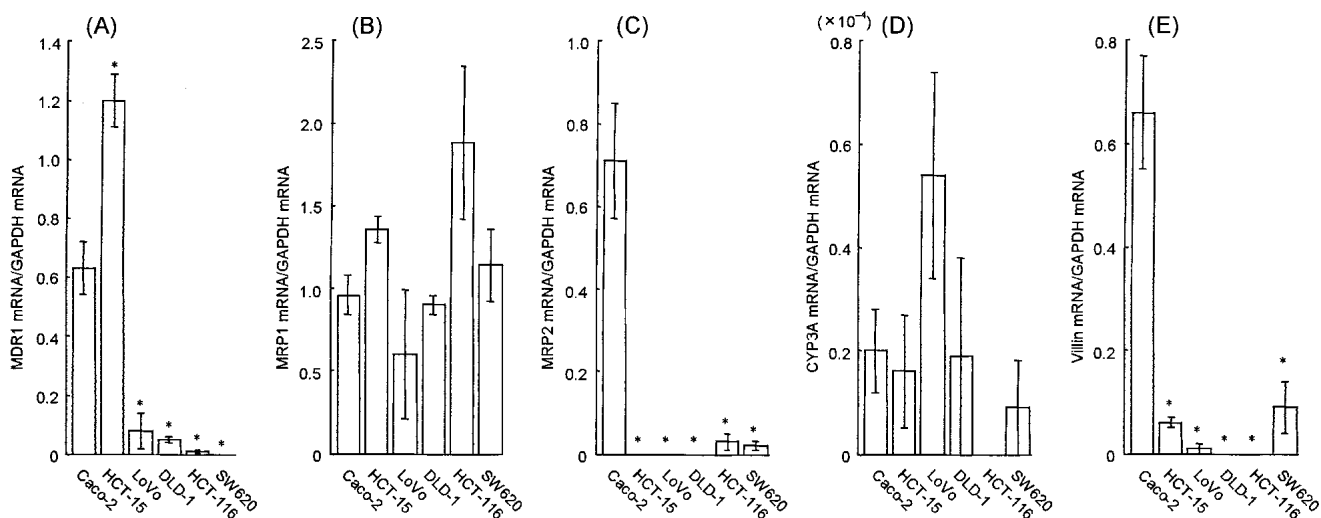 (A)
1.4
1.2
1.0
0.8
0.6
0.4
0.2
0
MDR1 mRNA/GAPDH mRNA
*
*
*
*
*
Caco-2
HCT-15
LoVo
DLD-1
HCT-116
SW620
(B)
2.5
2.0
1.5
1.0
1.0
0
MRP1 mRNA/GAPDH mRNA
Caco-2
HCT-15
LoVo
DLD-1
HCT-116
SW620
(C)
1.0
0.8
0.6
0.4
0.2
0
MRP2 mRNA/GAPDH mRNA
*
*
*
*
*
Caco-2
HCT-15
LoVo
DLD-1
HCT-116
SW620
(×10⁻⁴)
(D)
0.8
0.6
0.4
0.2
0
CYP3A mRNA/GAPDH mRNA
Caco-2
HCT-15
LoVo
DLD-1
HCT-116
SW620
(E)
0.8
0.6
0.4
0.2
0
Villin mRNA/GAPDH mRNA
*
*
*
*
*
Caco-2
HCT-15
LoVo
DLD-1
HCT-116
SW620